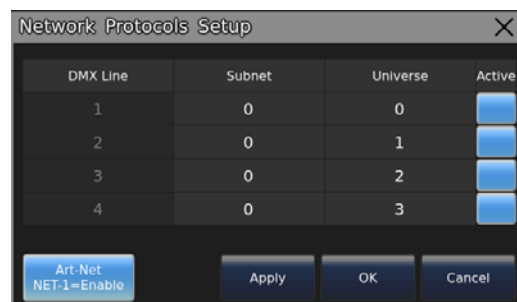 Network Protocols Setup
DMX Line Subnet Universe Active
1 0 0
2 0 1
3 0 2
4 0 3
Art-Net
NET-1=Enable
Apply OK Cancel